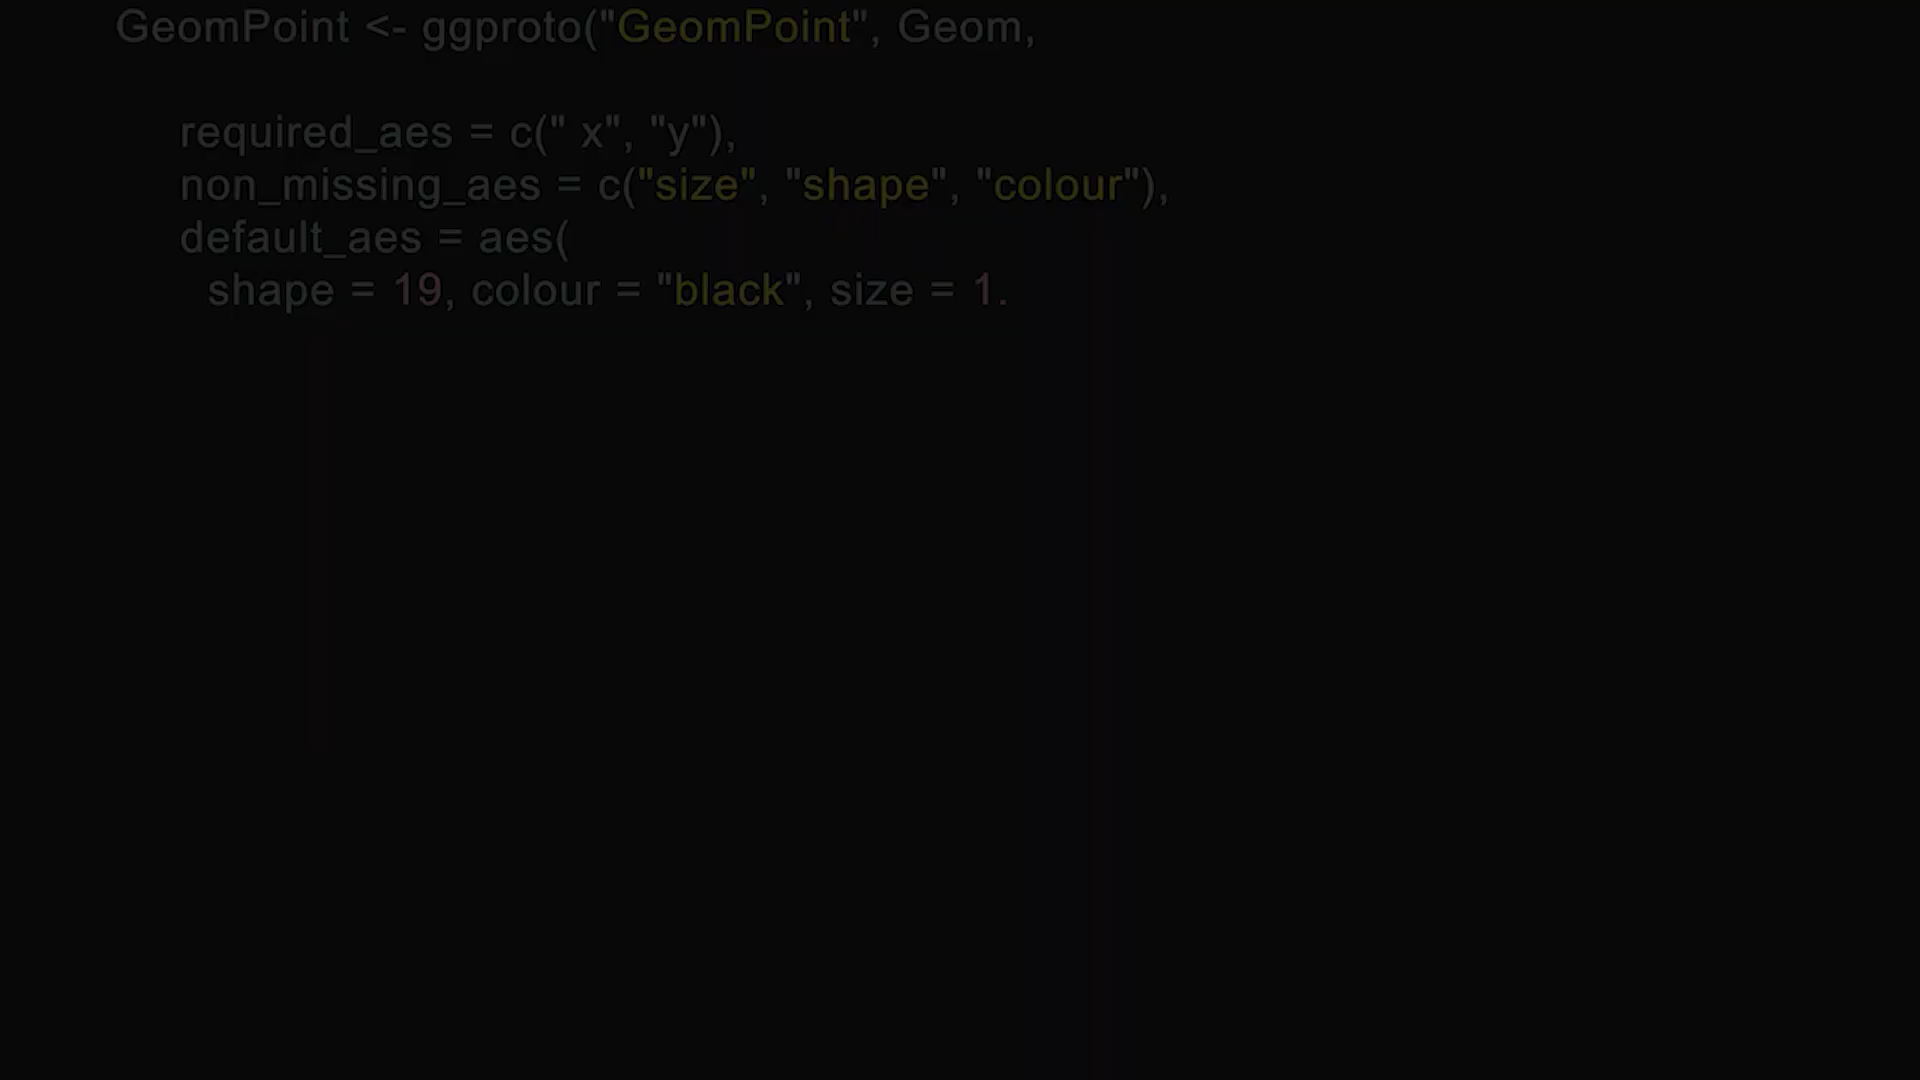 GeomPoint <- ggproto("GeomPoint", Geom,
required_aes = c(" x", "y"),
non_missing_aes = c("size", "shape", "colour"),
default_aes = aes(
shape = 19, colour = "black", size = 1.